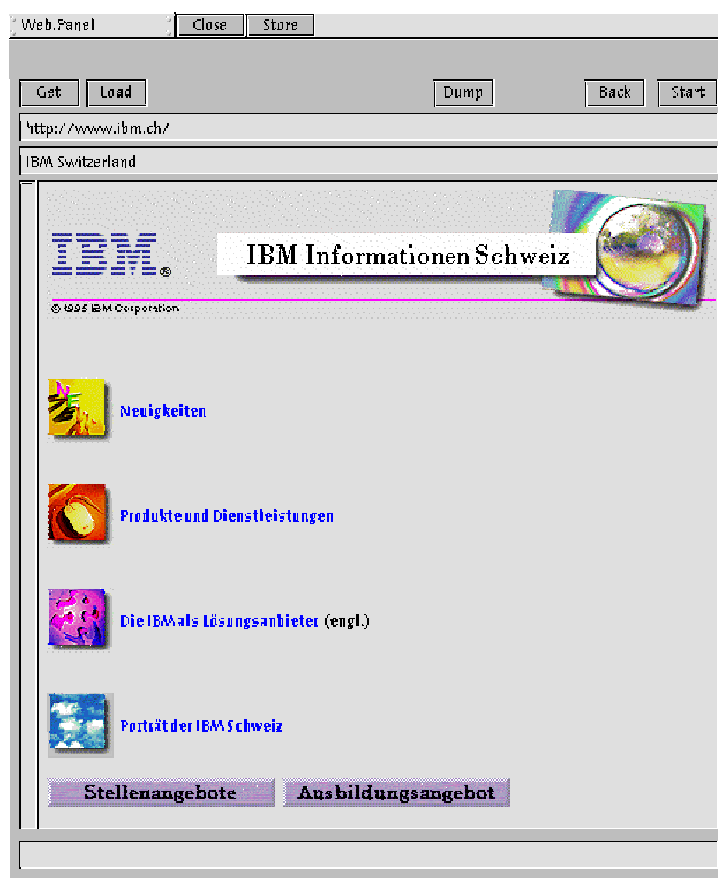 Web.Panel Close Store
Get Load Dump Back Start
http://www.ibm.ch/
IBM Switzerland
IBM®
IBM Informationen Schweiz
© 1995 IBM Corporation
Neuigkeiten
Produkte und Dienstleistungen
Die IBM als Lösungsanbieter (engl.)
Porträt der IBM Schweiz
Stellenangebote Ausbildungsangebot